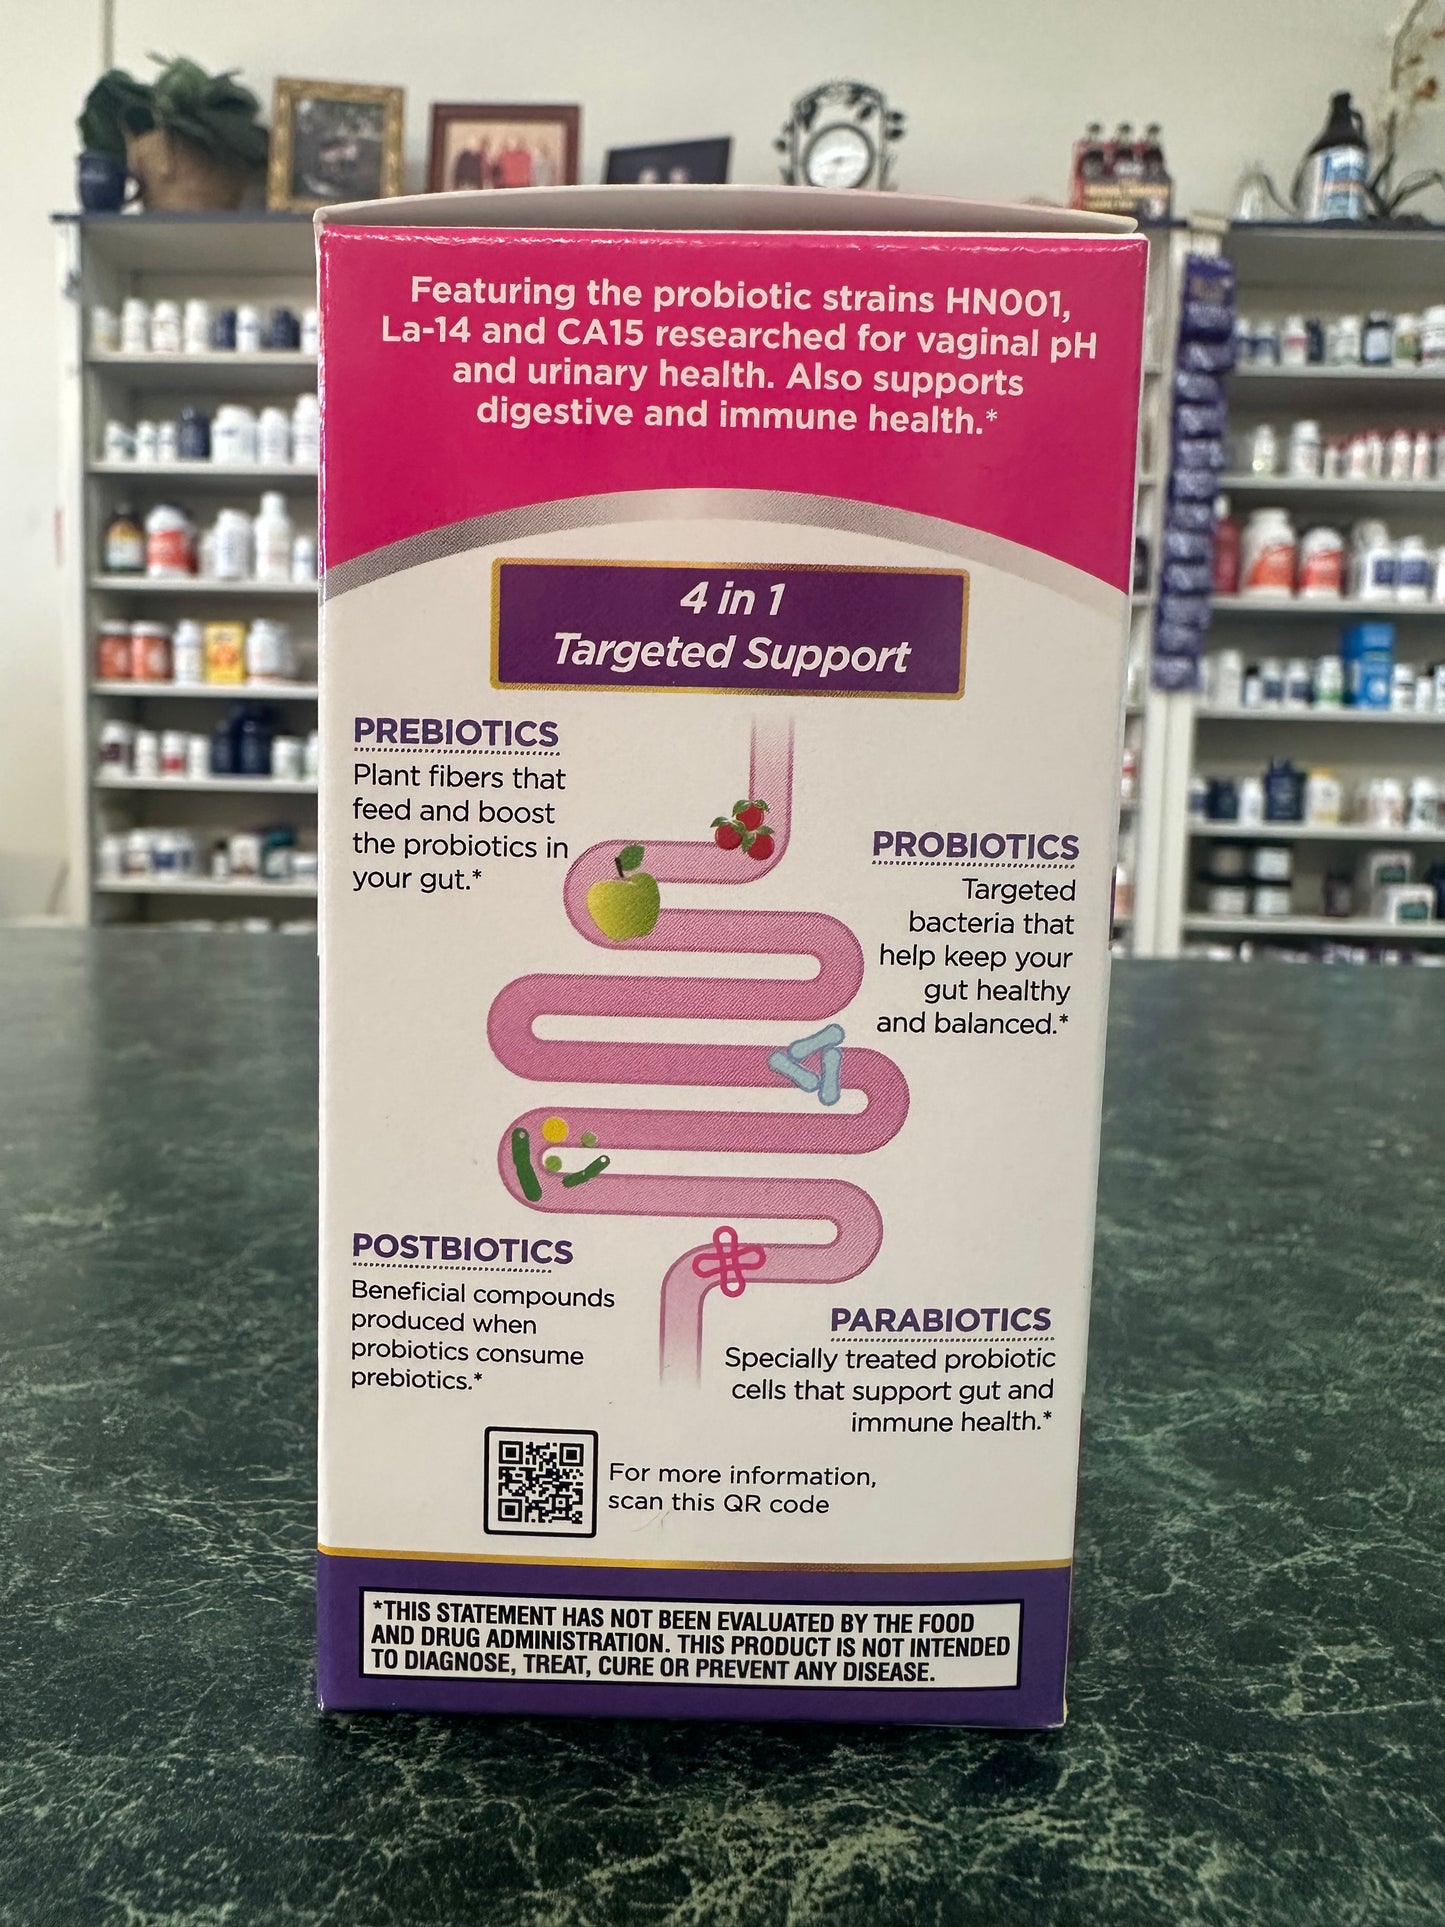 Featuring the probiotic strains HN001,
La-14 and CA15 researched for vaginal pH
and urinary health. Also supports
digestive and immune health.*
4 in 1
Targeted Support
PREBIOTICS
Plant fibers that
feed and boost
the probiotics in
your gut.*
PROBIOTICS
Targeted
bacteria that
help keep your
gut healthy
and balanced.*
POSTBIOTICS
Beneficial compounds
produced when
probiotics consume
prebiotics.*
PARABIOTICS
Specially treated probiotic
cells that support gut and
immune health.*
For more information,
scan this QR code
*THIS STATEMENT HAS NOT BEEN EVALUATED BY THE FOOD
AND DRUG ADMINISTRATION. THIS PRODUCT IS NOT INTENDED
TO DIAGNOSE, TREAT, CURE OR PREVENT ANY DISEASE.